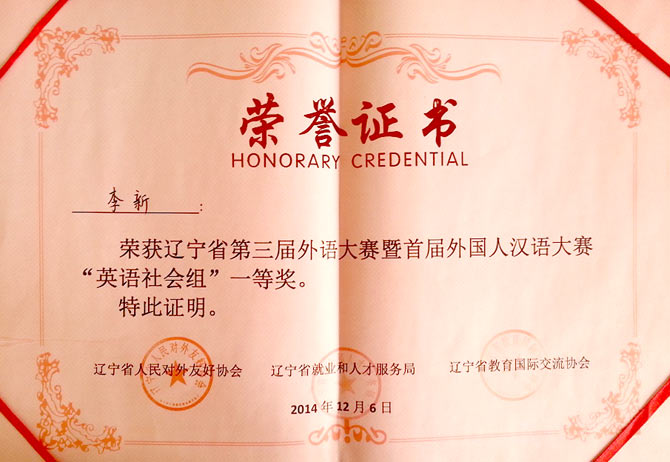 荣誉证书
HONORARY CREDENTIAL
李新：
荣获辽宁省第三届外语大赛暨首届外国人汉语大赛
“英语社会组”一等奖。
特此证明。
辽宁省人民对外友好协会 辽宁省就业和人才服务局 辽宁省教育国际交流协会
2014年12月6日